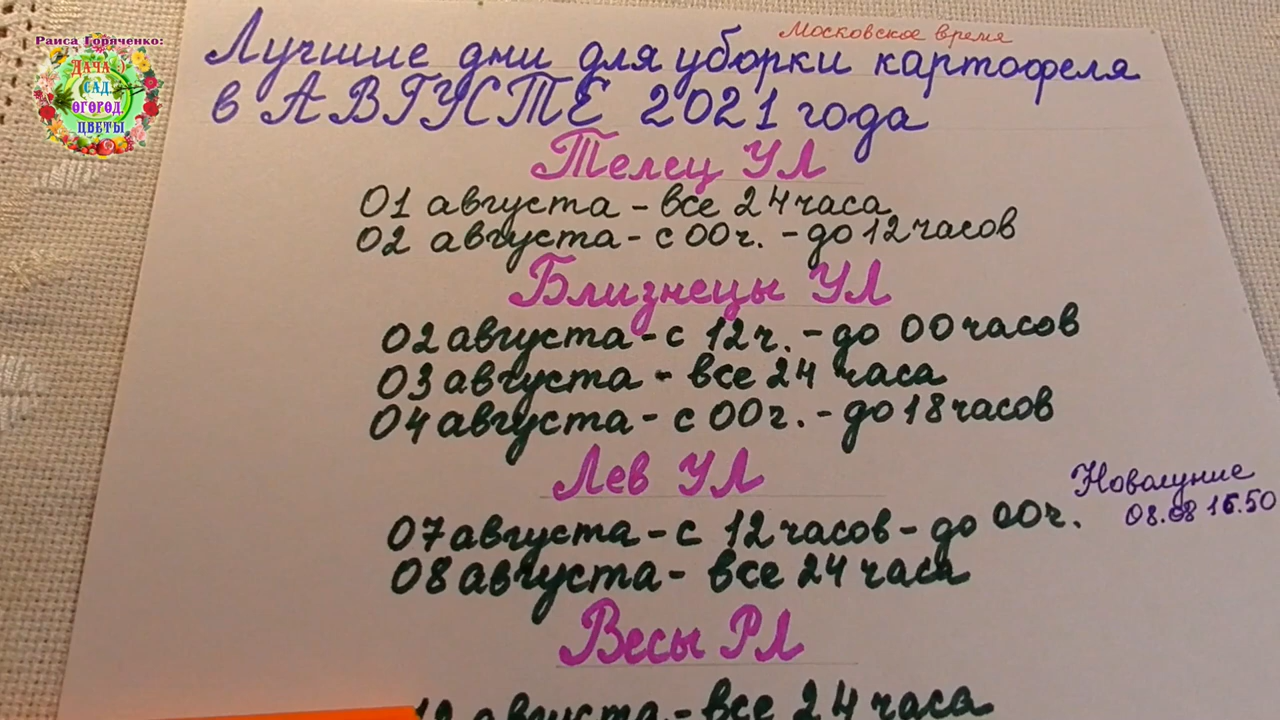 Раиса Горяченко:
Дача :)
САД,
ОГОРОД,
ЦВЕТЫ
Московское время
Лучшие дни для уборки картофеля
в АВГУСТЕ 2021 года
Телец УЛ
01 августа - все 24 часа
02 августа - с 00ч. - до 12 часов
Близнецы УЛ
02 августа - с 12 ч. - до 00 часов
03 августа - все 24 часа
04 августа - с 00ч. - до 18 часов
Лев УЛ
Новолуние
08.08 16.50
07 августа - с 12 часов - до 00ч.
08 августа - все 24 часа
Весы РЛ
августа - все 24 часа